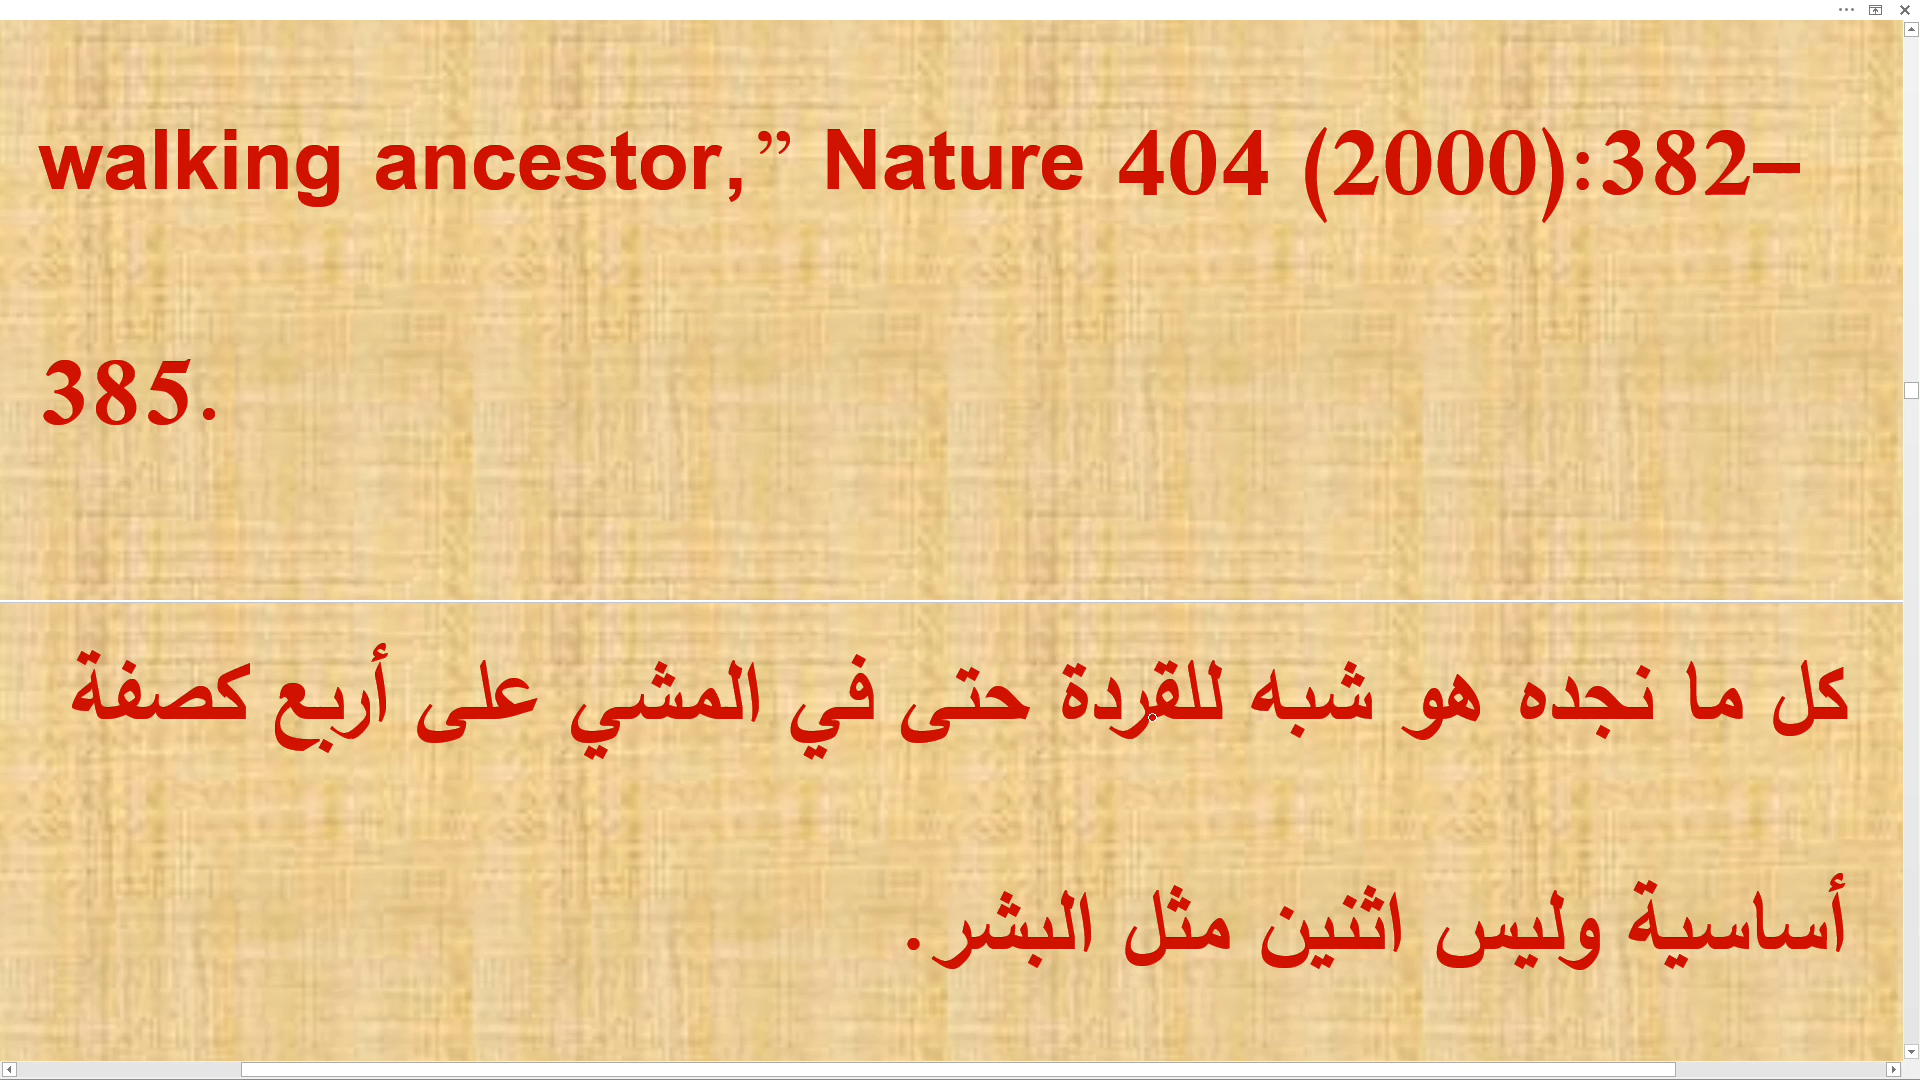 walking ancestor,” Nature 404 (2000):382–
385.
كل ما نجده هو شبه للقردة حتى في المشي على أربع كصفة
أساسية وليس اثنين مثل البشر.